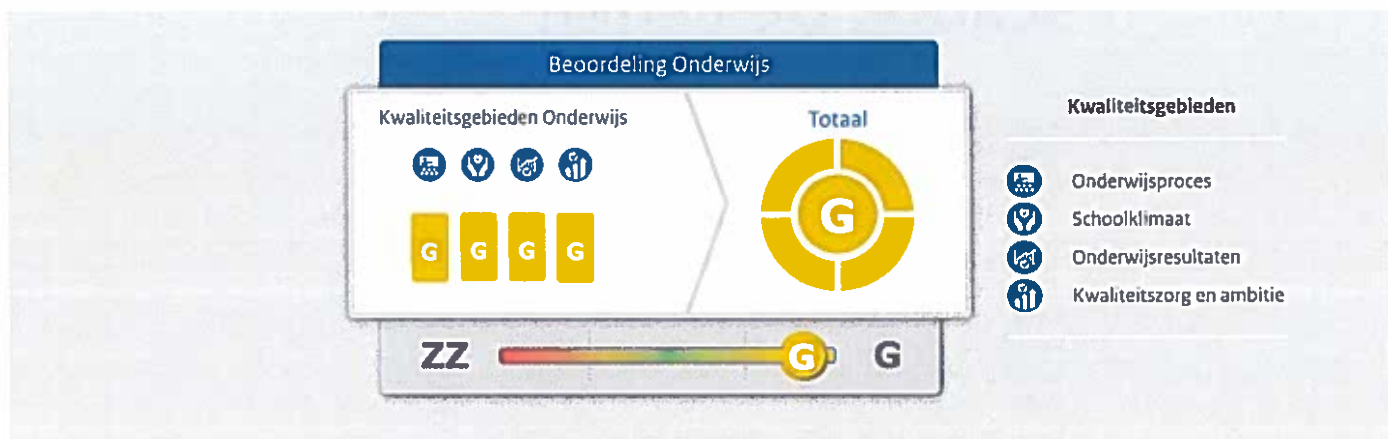 Beoordeling Onderwijs
Kwaliteitsgebieden Onderwijs
G G G G
Totaal
G
ZZ G G
Kwaliteitsgebieden
Onderwijsproces
Schoolklimaat
Onderwijsresultaten
Kwaliteitszorg en ambitie